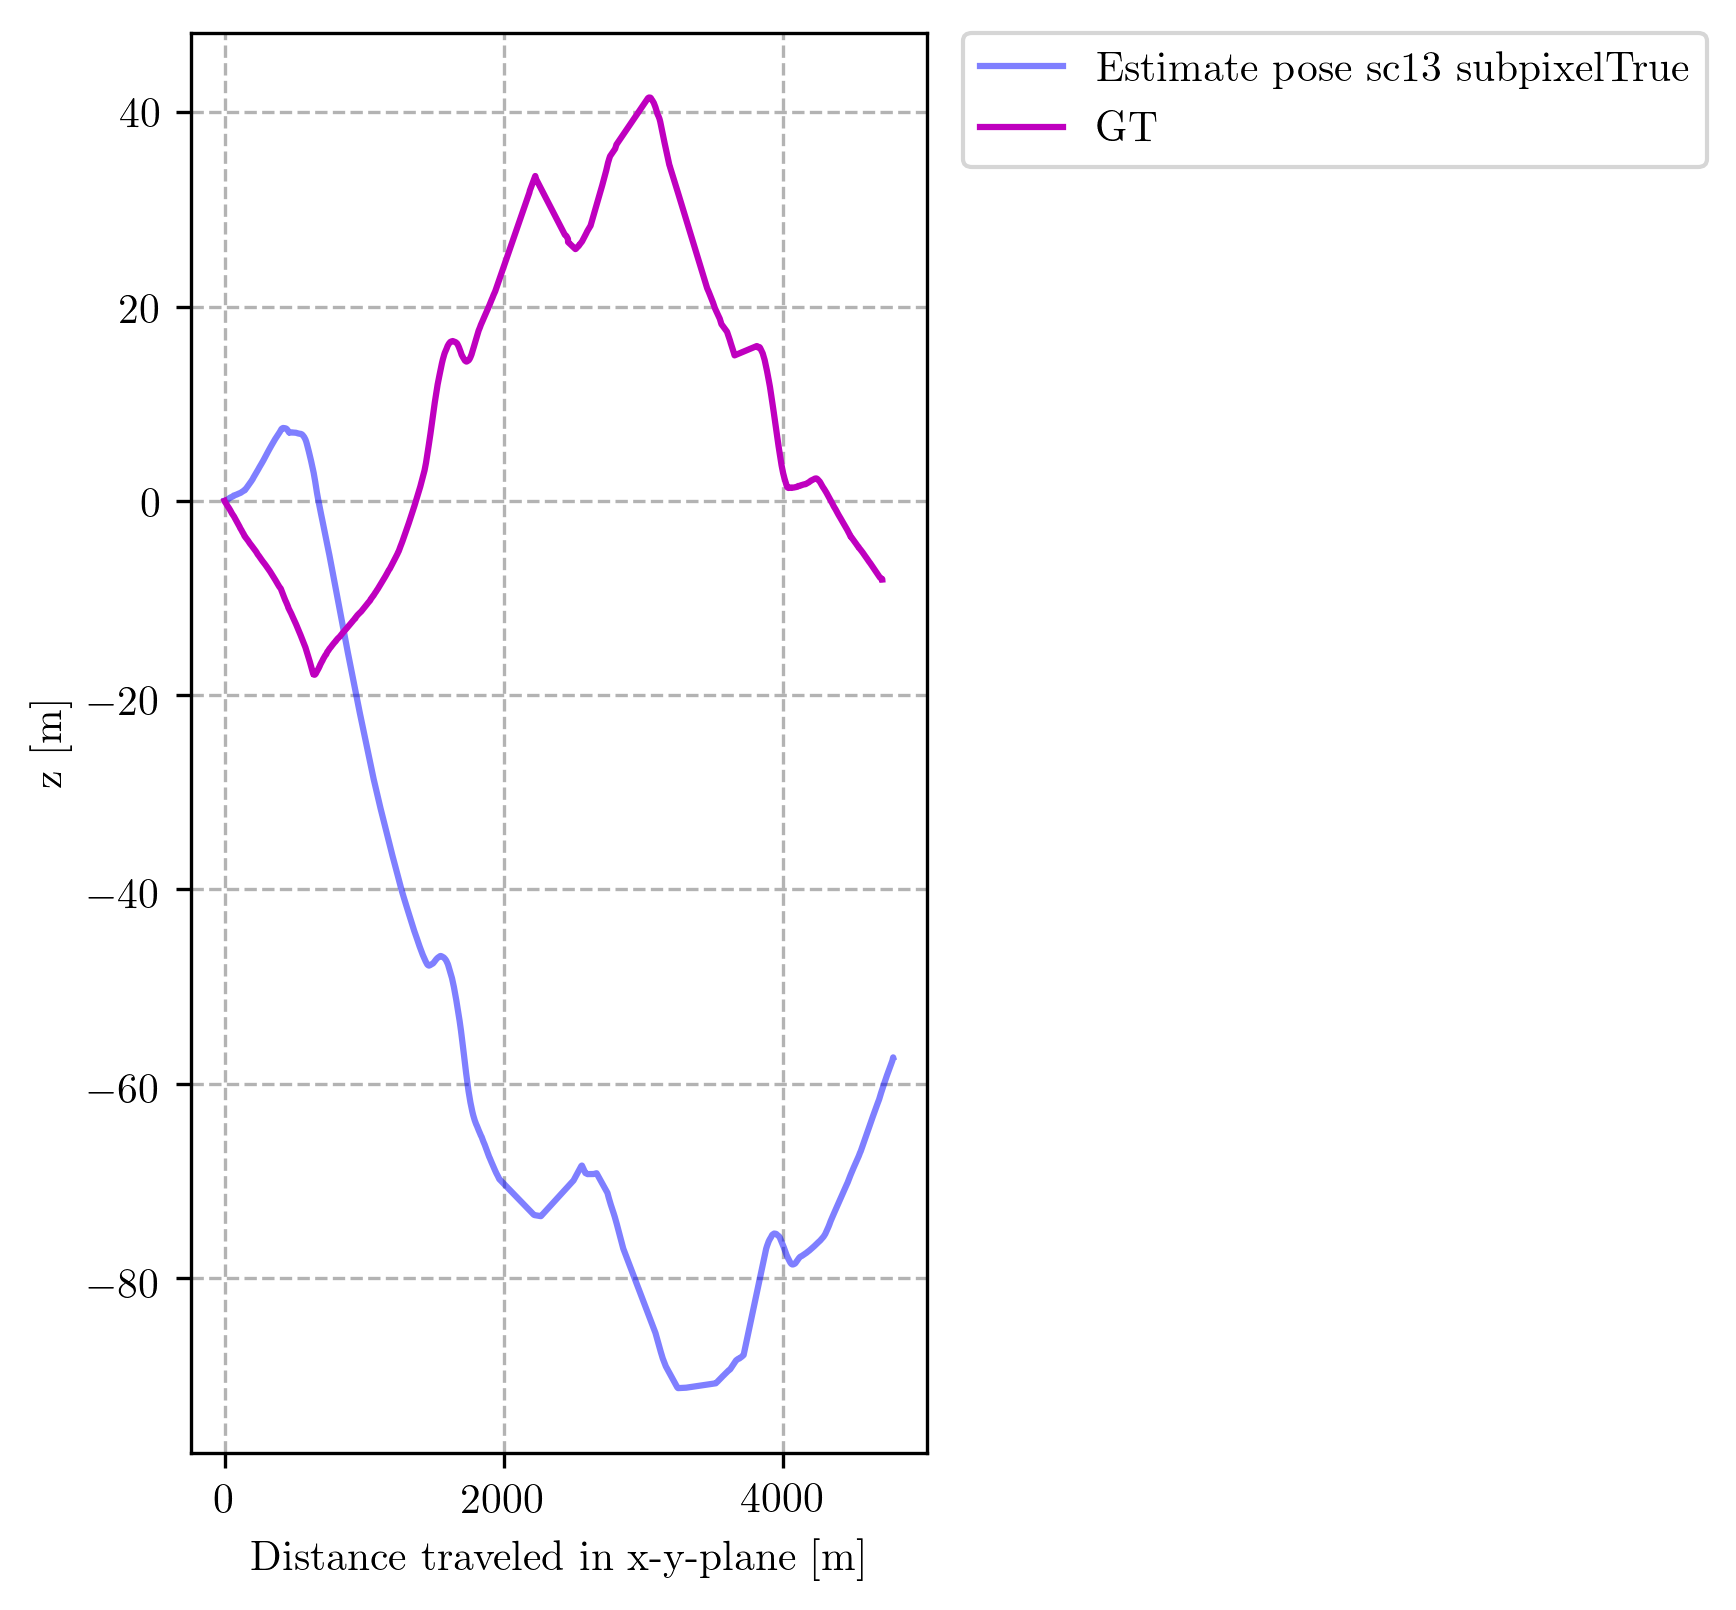 Estimate pose sc13 subpixelTrue
GT
40
20
0
−20
−40
−60
−80
z [m]
0 2000 4000
Distance traveled in x-y-plane [m]